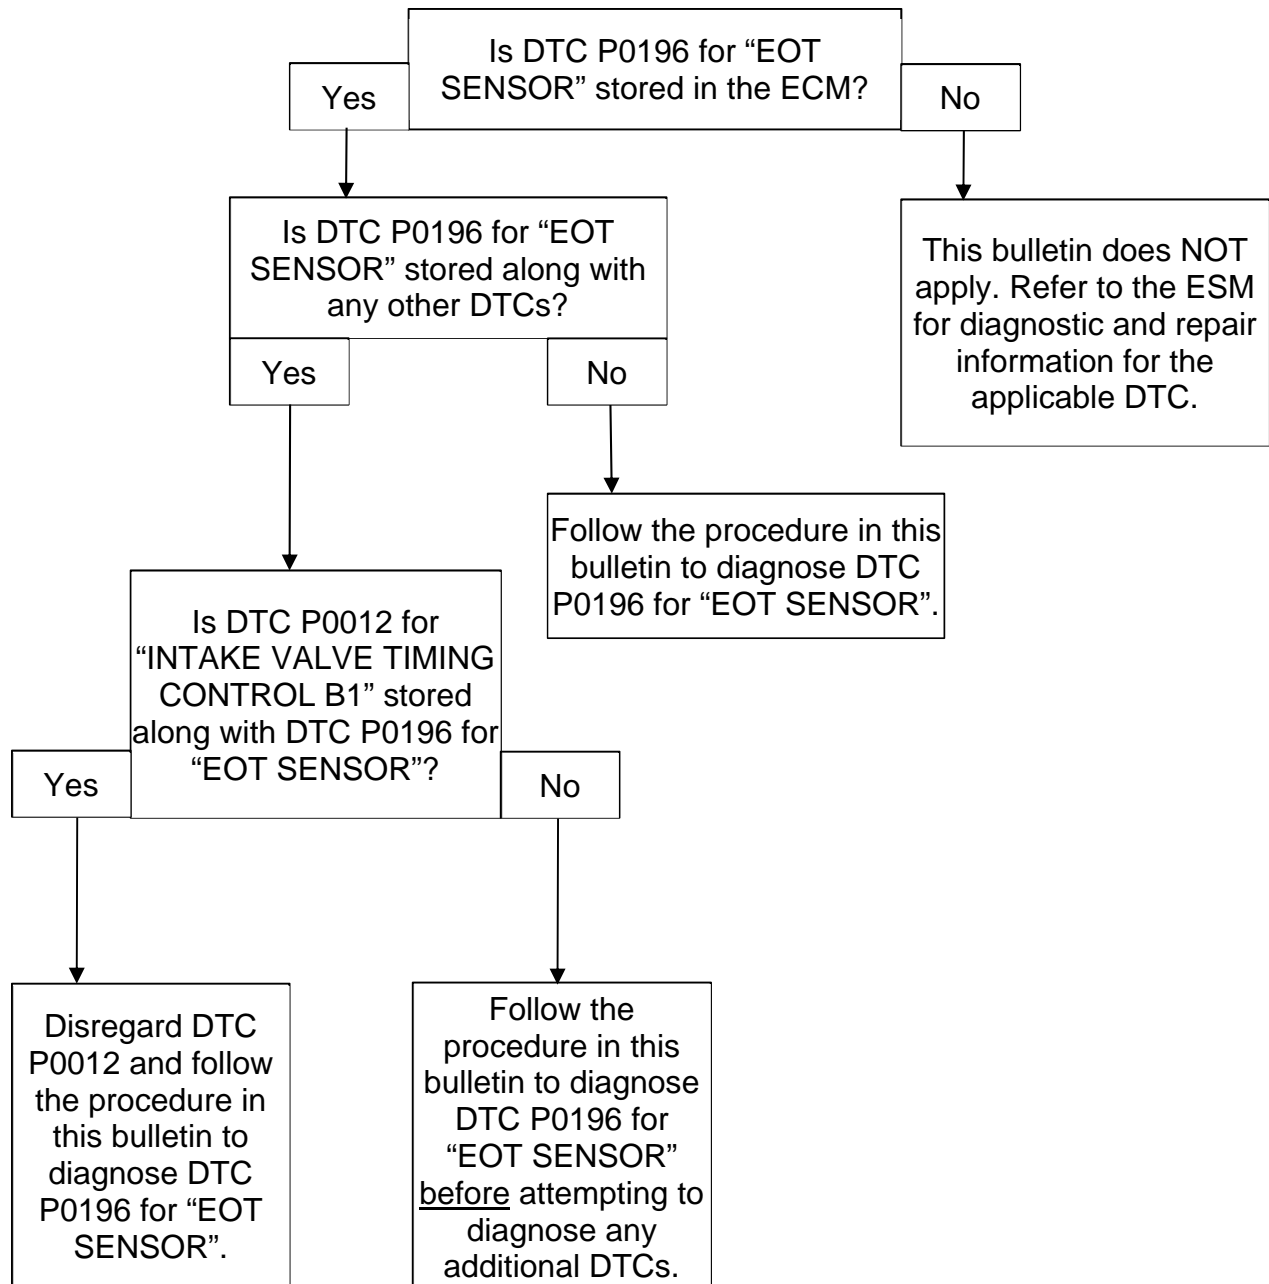 Is DTC P0196 for “EOT
SENSOR” stored in the ECM?
Yes
No
Is DTC P0196 for “EOT
SENSOR” stored along with
any other DTCs?
Yes
No
This bulletin does NOT
apply. Refer to the ESM
for diagnostic and repair
information for the
applicable DTC.
Follow the procedure in this
bulletin to diagnose DTC
P0196 for “EOT SENSOR”.
Is DTC P0012 for
“INTAKE VALVE TIMING
CONTROL B1” stored
along with DTC P0196 for
“EOT SENSOR”?
Yes
No
Disregard DTC
P0012 and follow
the procedure in
this bulletin to
diagnose DTC
P0196 for “EOT
SENSOR”.
Follow the
procedure in this
bulletin to diagnose
DTC P0196 for
“EOT SENSOR”
before attempting to
diagnose any
additional DTCs.